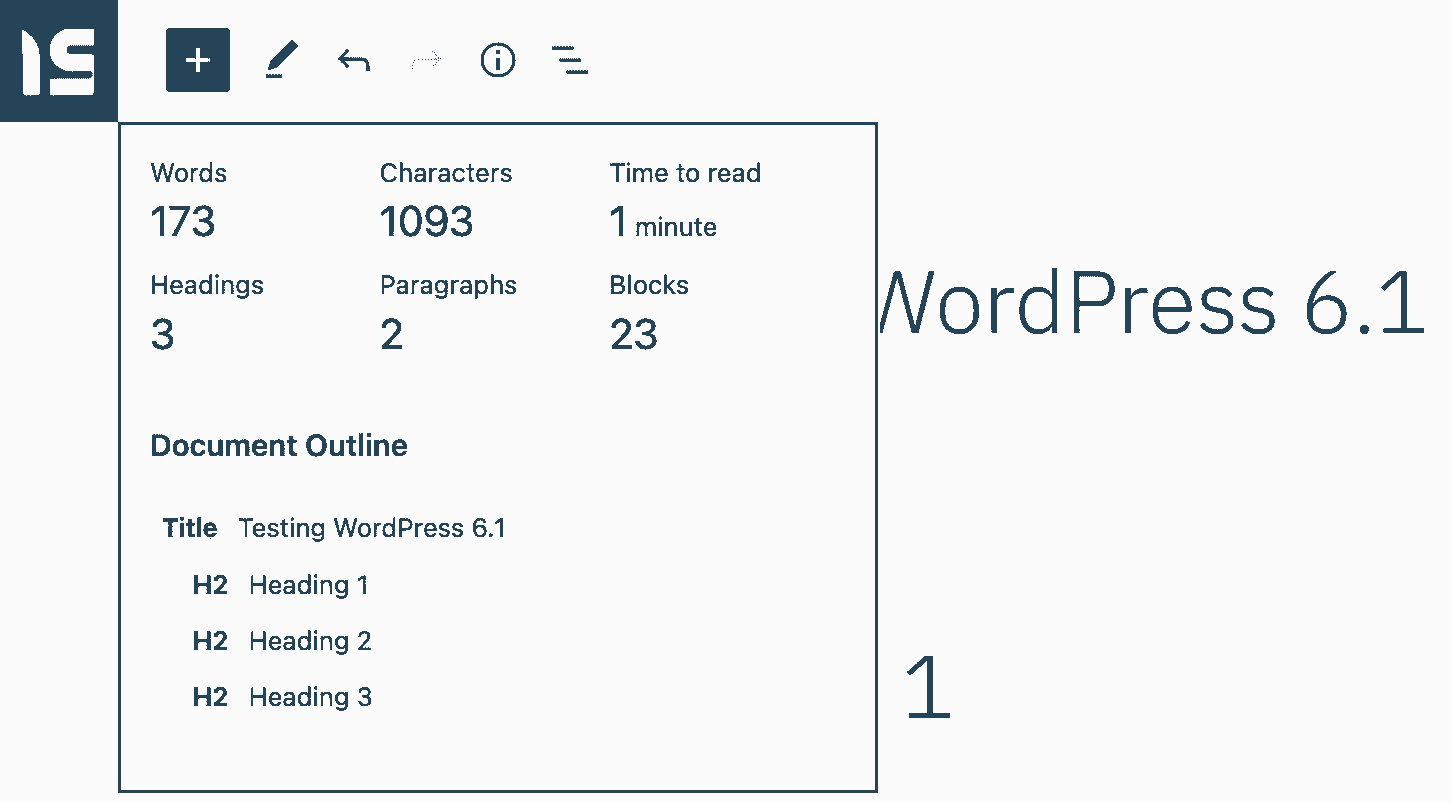 Words Characters Time to read
173 1093 1 minute
Headings Paragraphs Blocks
3 2 23
WordPress 6.1
Document Outline
Title Testing WordPress 6.1
H2 Heading 1
H2 Heading 2
H2 Heading 3
1